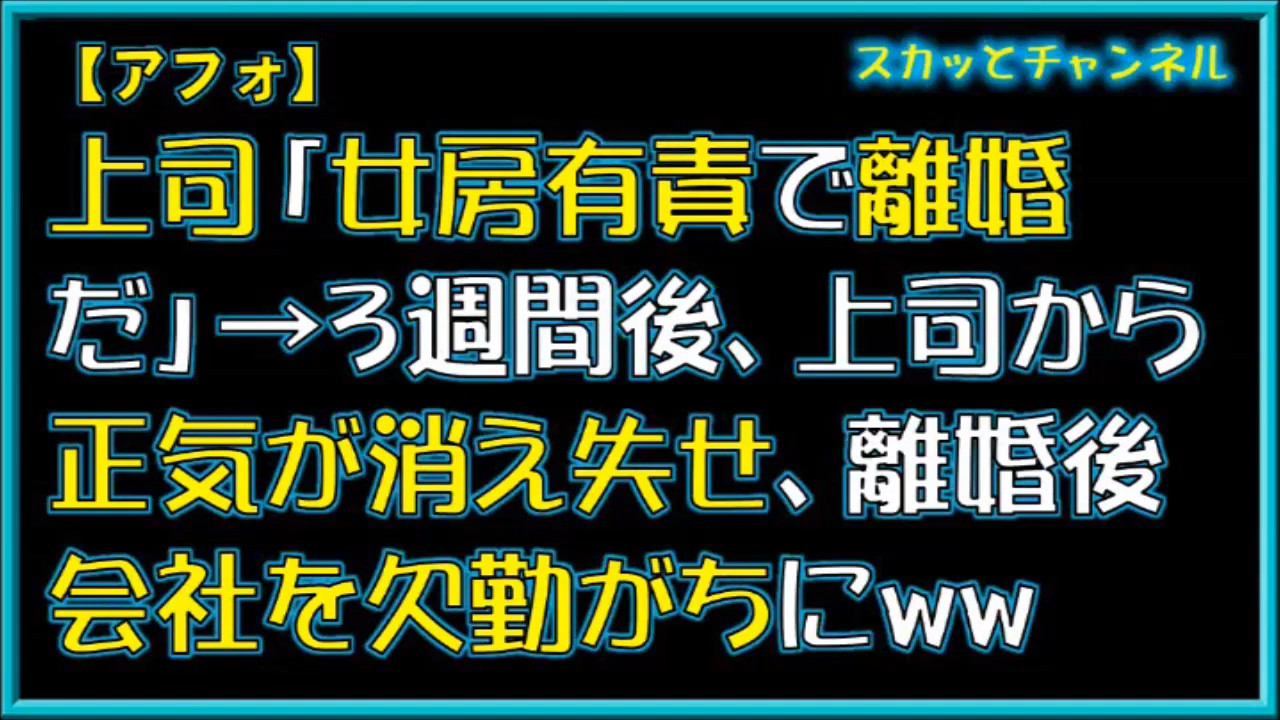 【アフォ】
スカッとチャンネル
上司「女房有責で離婚
だ」→3週間後、上司から
正気が消え失せ、離婚後
会社を欠勤がちにww